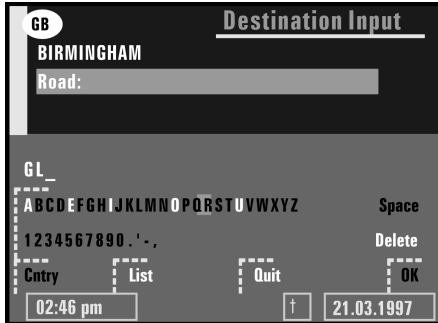 GB Destination Input
BIRMINGHAM
Road:
GL_
ABCDEFGHIJKLMNOPQRSTUVWXYZ Space
1234567890.'-, Delete
Cntry List Quit OK
02:46 pm † 21.03.1997